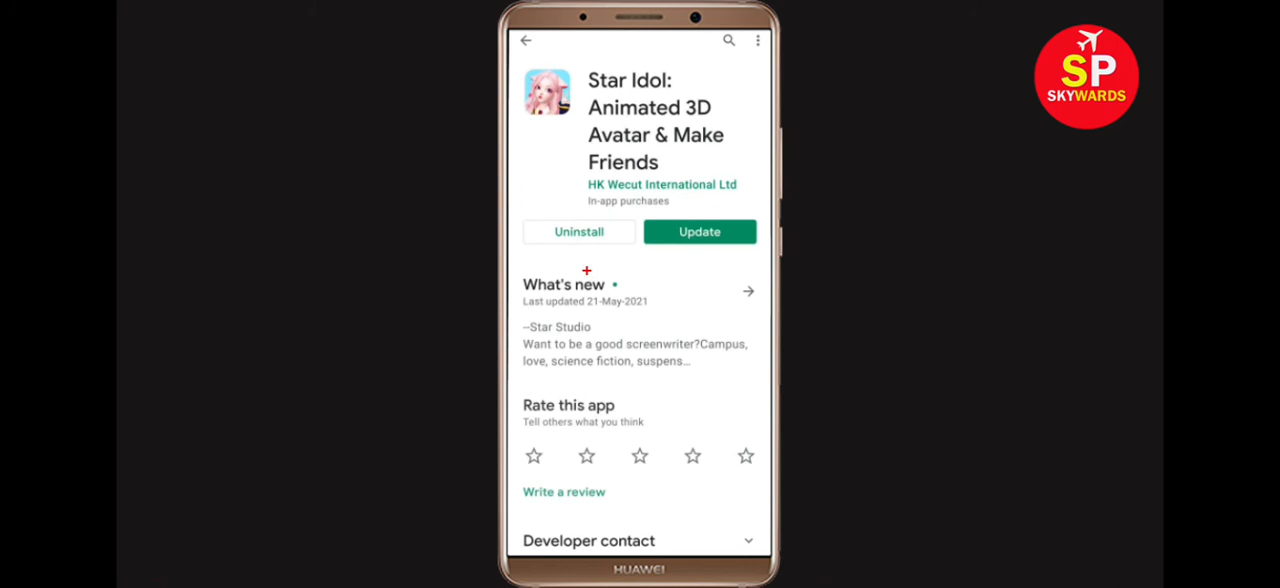 SP
SKYWARDS
Star Idol:
Animated 3D
Avatar & Make
Friends
HK Wecut International Ltd
In-app purchases
Uninstall
Update
What's new
Last updated 21-May-2021
--Star Studio
Want to be a good screenwriter?Campus,
love, science fiction, suspens...
Rate this app
Tell others what you think
Write a review
Developer contact
HUAWEI